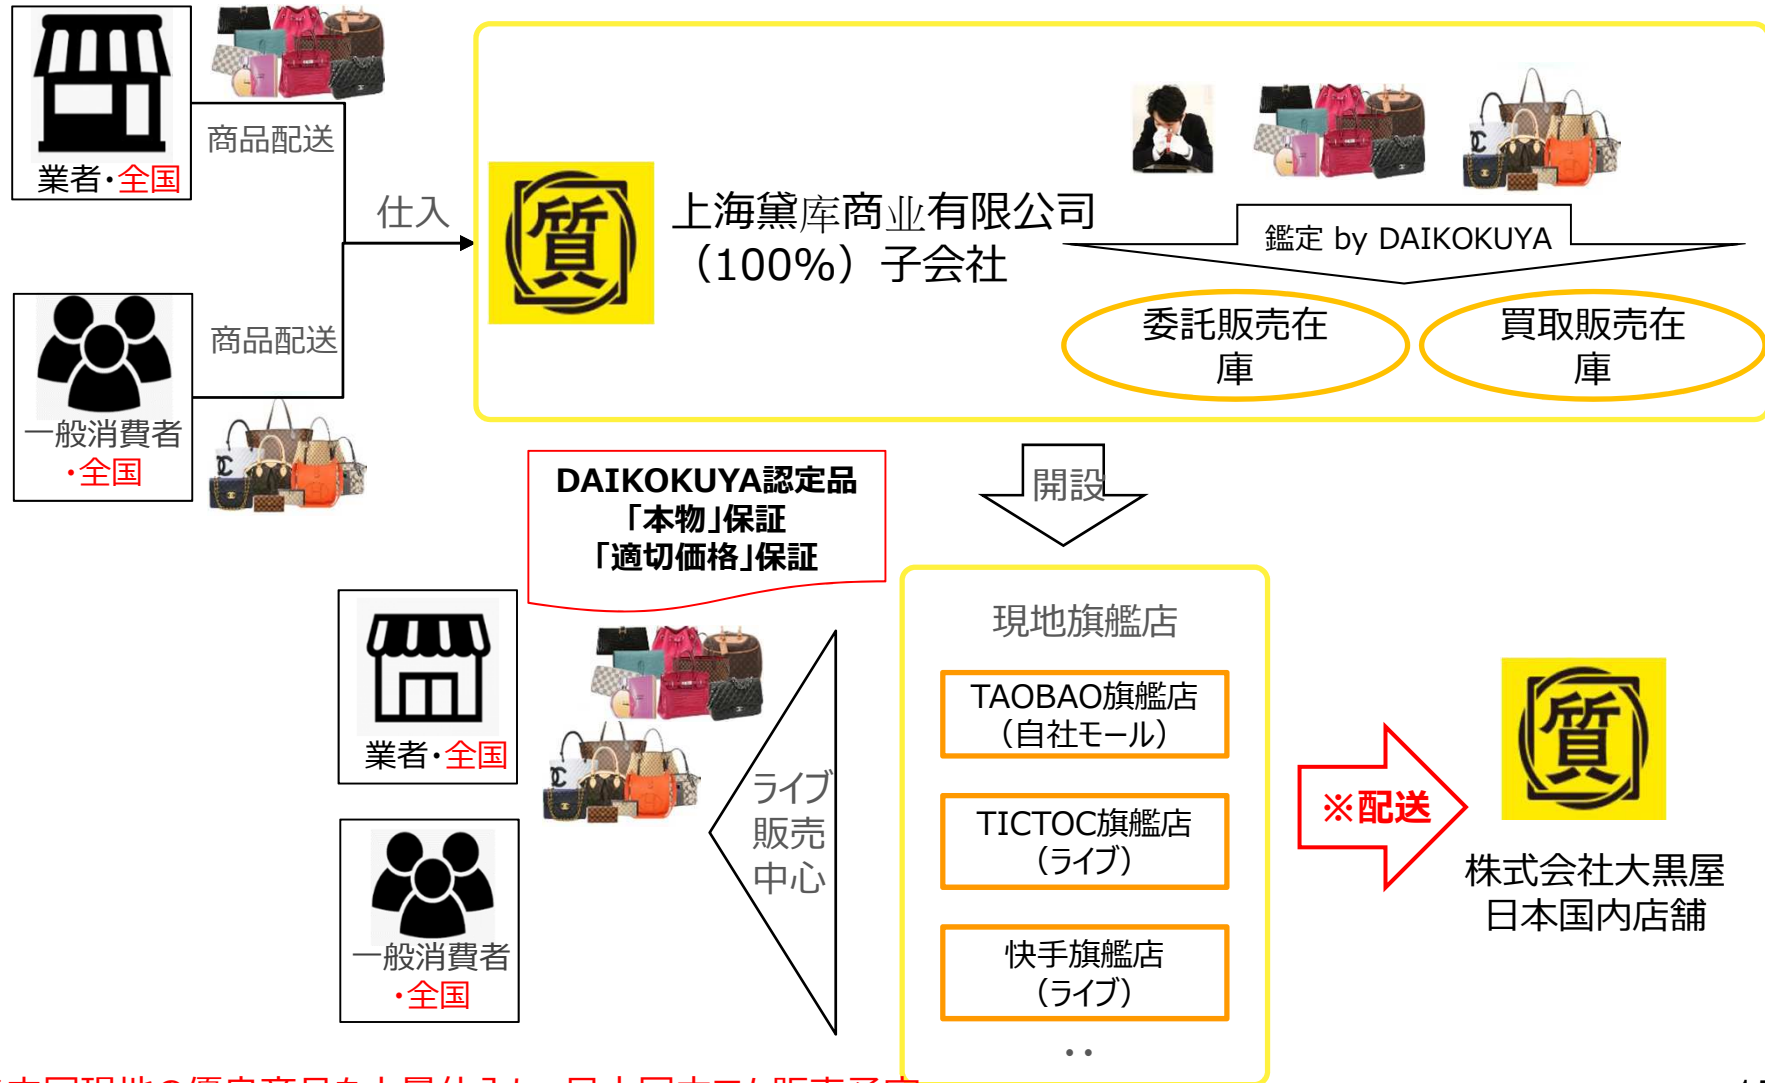 商品配送
業者・全国
仕入
商品配送
一般消費者
・全国
質
上海黛库商业有限公司
（100%）子会社
鑑定 by DAIKOKUYA
委託販売在
庫
買取販売在
庫
開設
DAIKOKUYA認定品
「本物」保証
「適切価格」保証
業者・全国
一般消費者
・全国
ライブ
販売
中心
現地旗艦店
TAOBAO旗艦店
（自社モール）
TICTOC旗艦店
（ライブ）
快手旗艦店
（ライブ）
・・
※配送
質
株式会社大黒屋
日本国内店舗